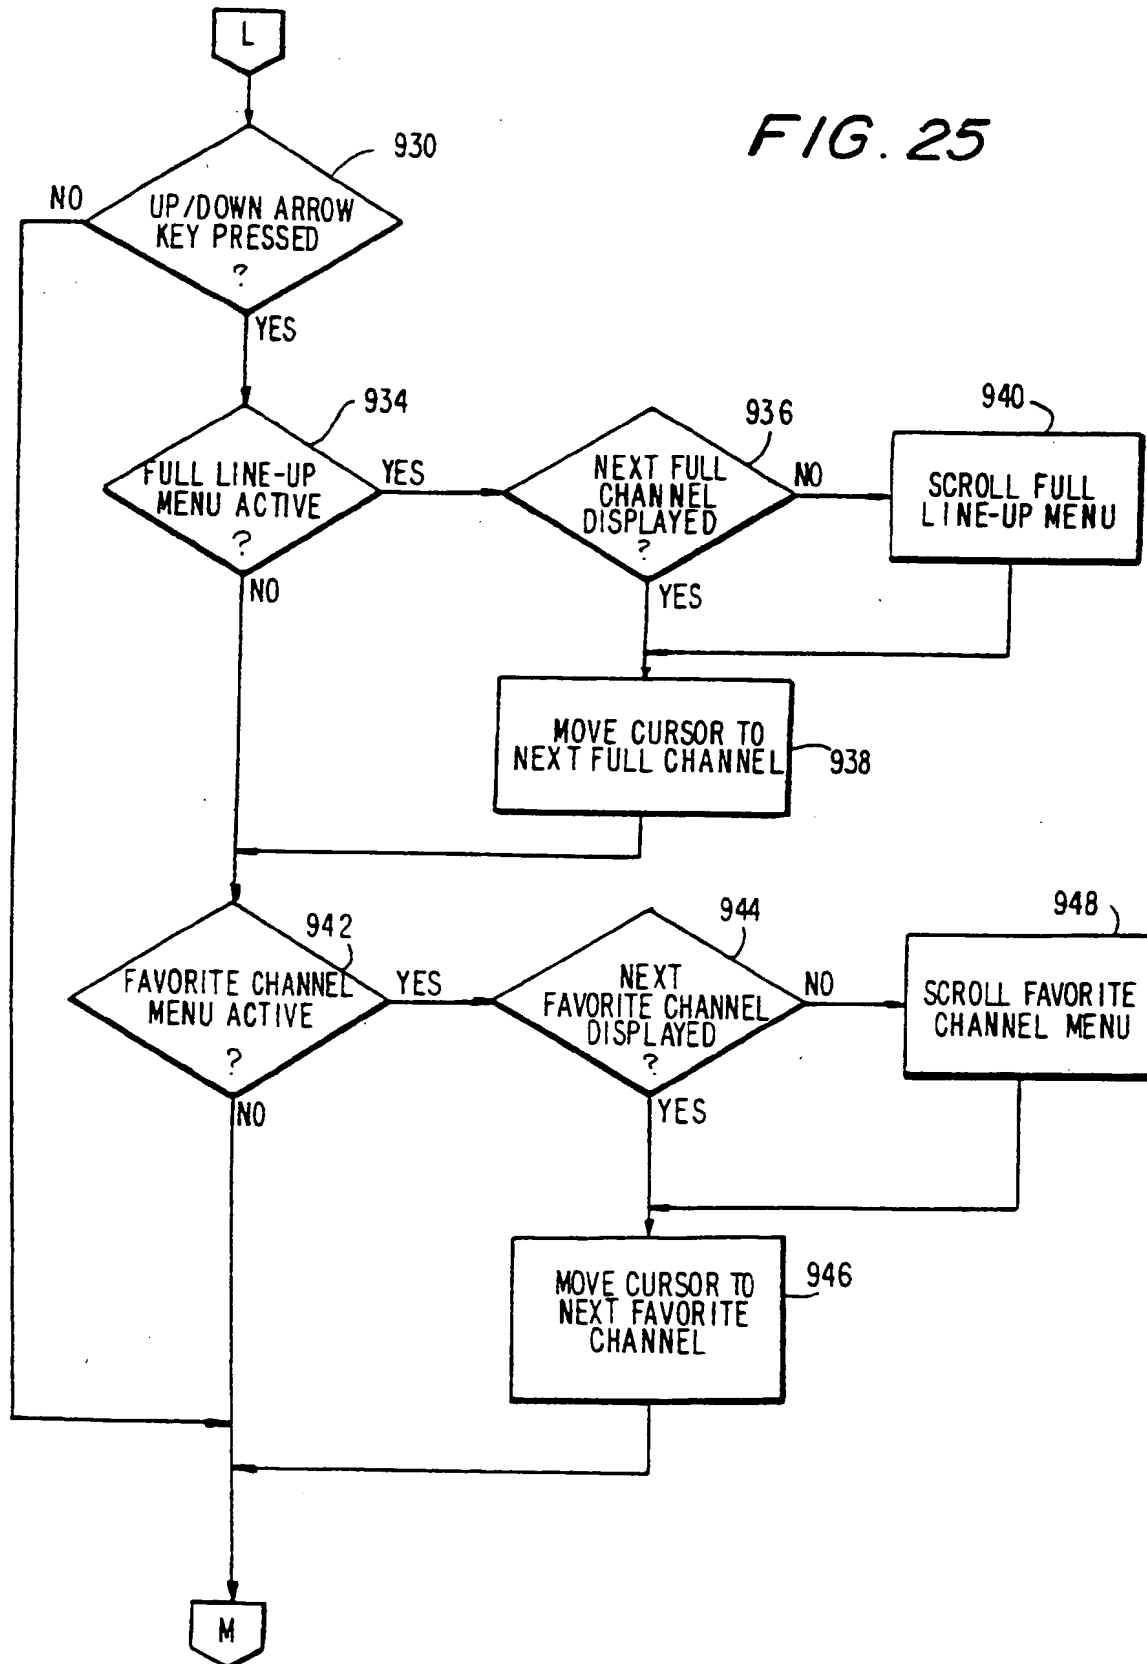 L
FIG. 25
930
NO
UP/DOWN ARROW
KEY PRESSED
?
YES
934
FULL LINE-UP
MENU ACTIVE
?
YES
NO
936
NEXT FULL
CHANNEL
DISPLAYED
?
NO
YES
940
SCROLL FULL
LINE-UP MENU
MOVE CURSOR TO
NEXT FULL CHANNEL
938
942
FAVORITE CHANNEL
MENU ACTIVE
?
YES
NO
944
NEXT
FAVORITE CHANNEL
DISPLAYED
?
NO
YES
948
SCROLL FAVORITE
CHANNEL MENU
MOVE CURSOR TO
NEXT FAVORITE
CHANNEL
946
M